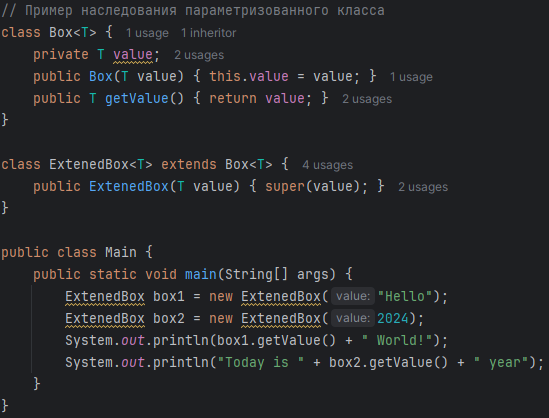 // Пример наследования параметризованного класса
class Box<T> { 1 usage 1 inheritor
private T value; 2 usages
public Box(T value) { this.value = value; } 1 usage
public T getValue() { return value; } 2 usages
}
class ExtenedBox<T> extends Box<T> { 4 usages
public ExtenedBox(T value) { super(value); } 2 usages
}
public class Main {
public static void main(String[] args) {
ExtenedBox box1 = new ExtenedBox( value: "Hello");
ExtenedBox box2 = new ExtenedBox( value: 2024);
System.out.println(box1.getValue() + " World!");
System.out.println("Today is " + box2.getValue() + " year");
}
}